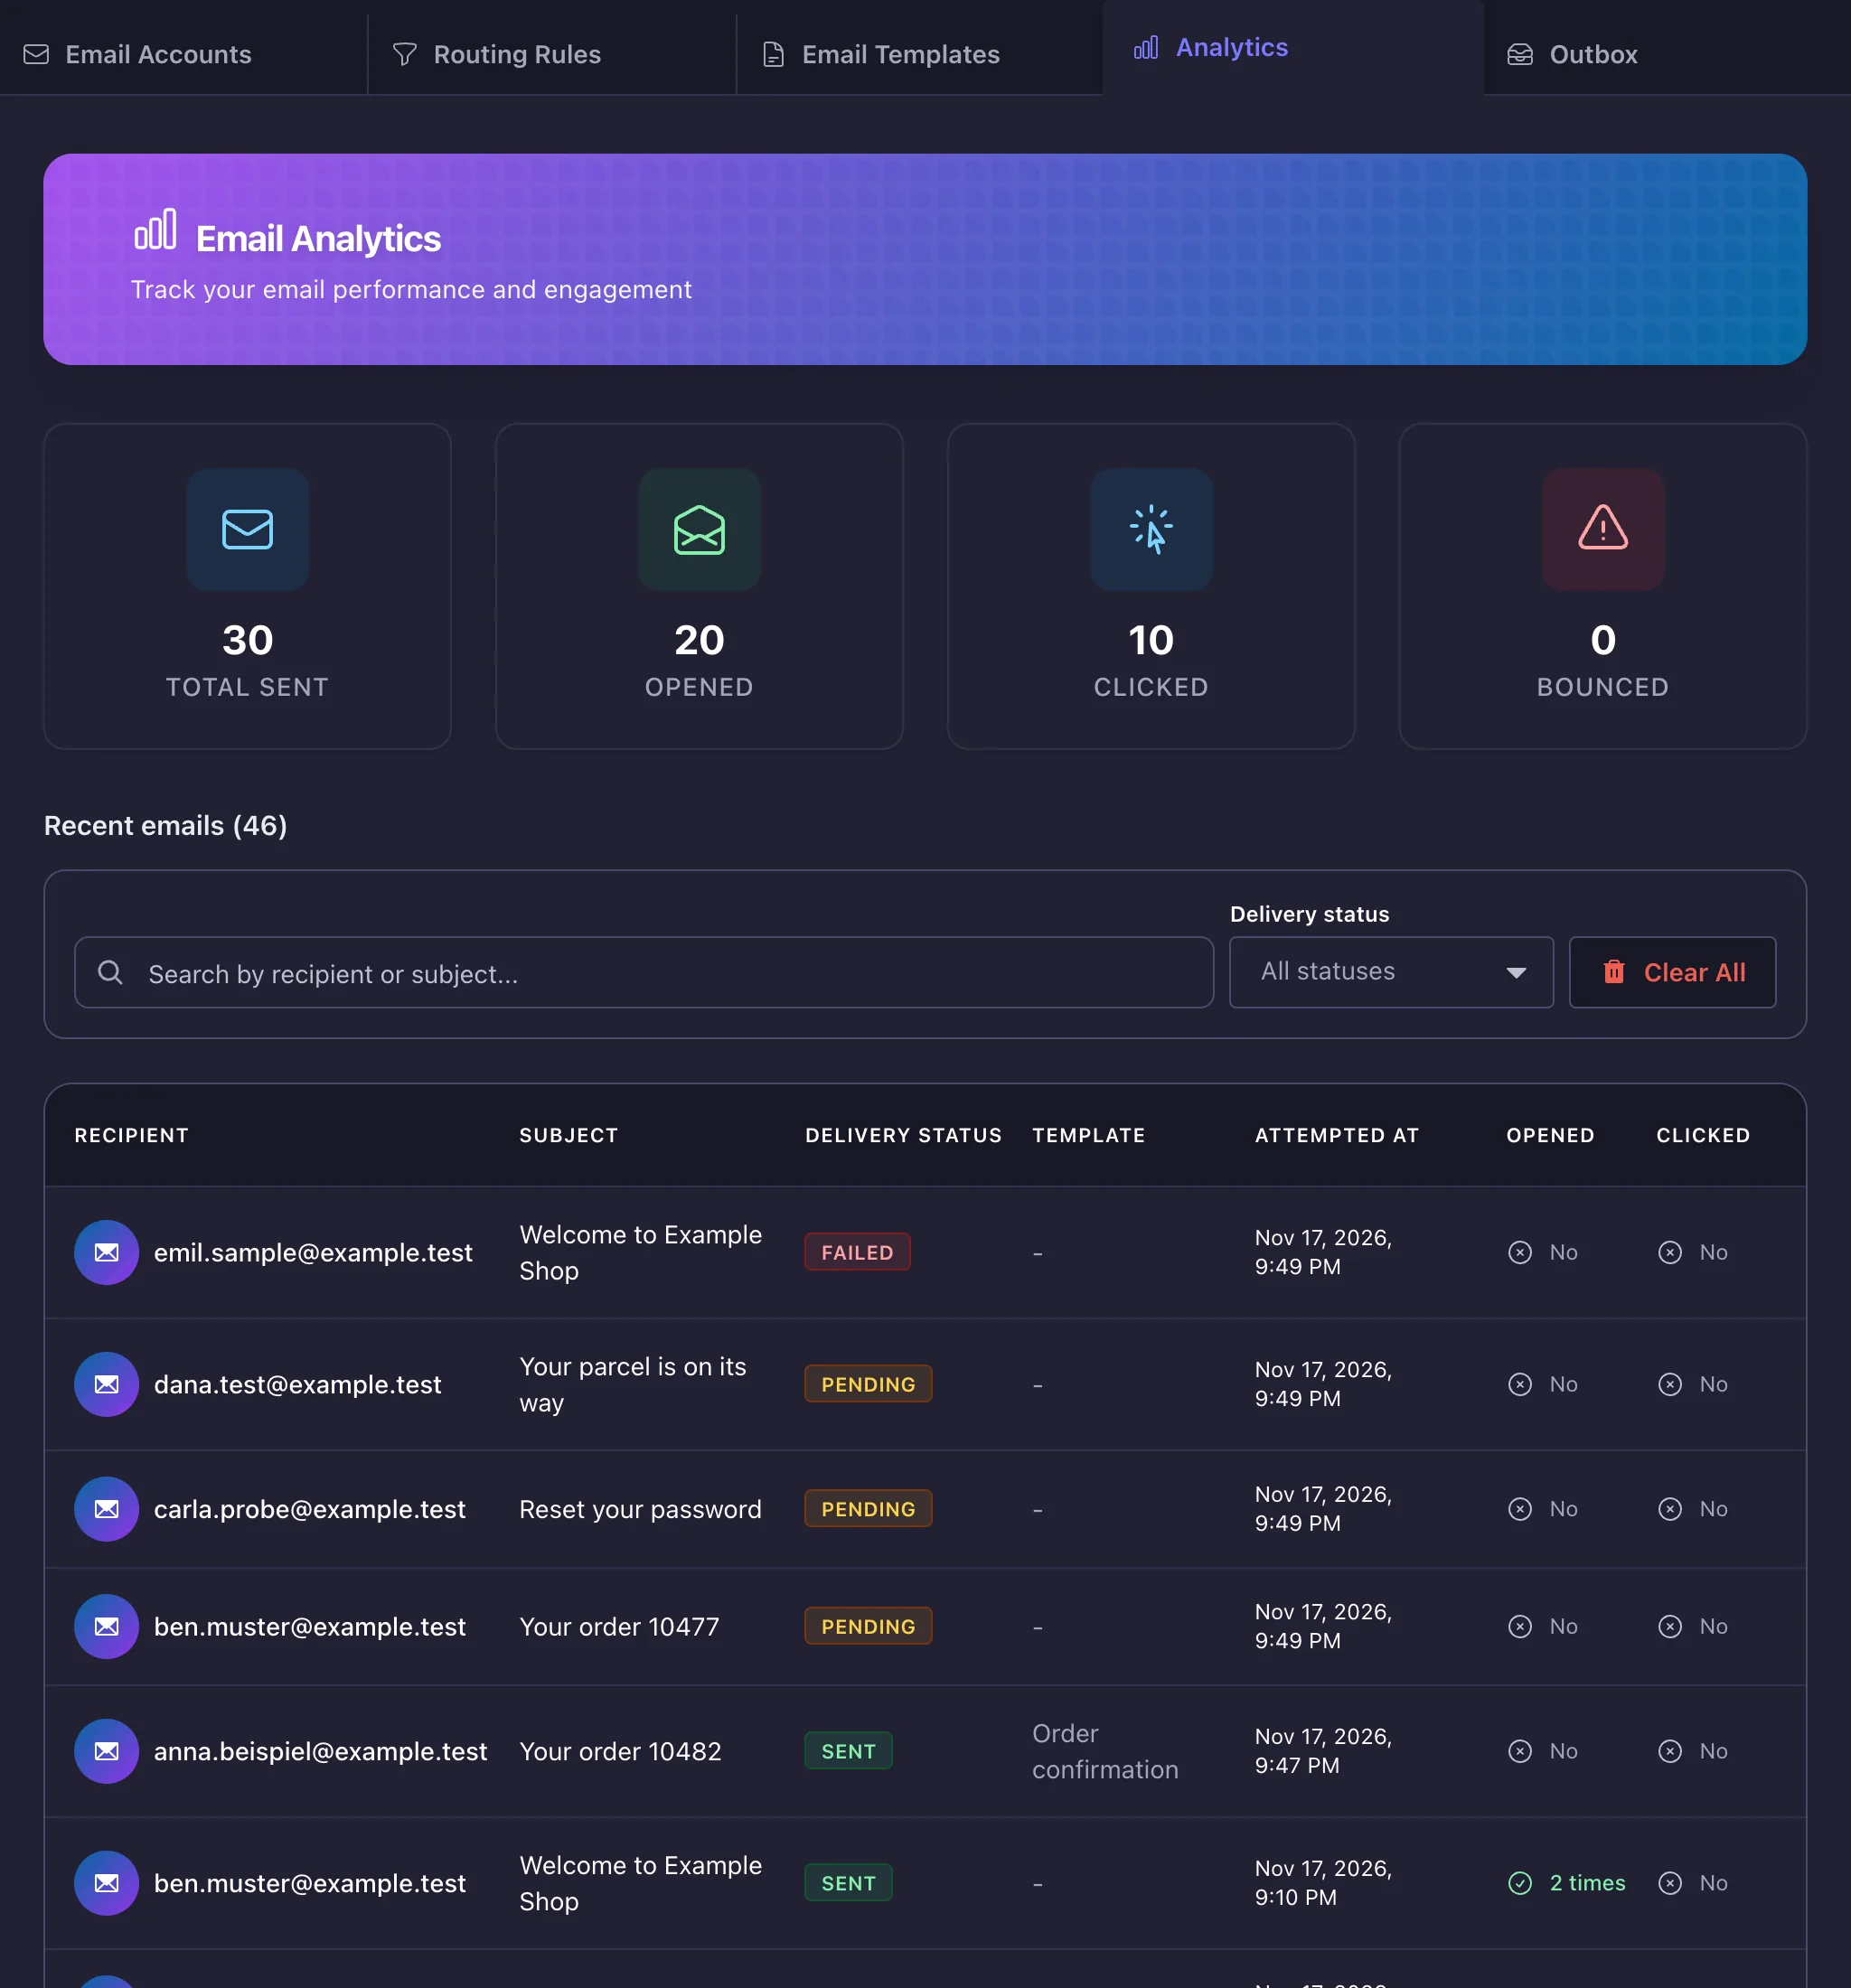 Email Accounts
Routing Rules
Email Templates
Analytics
Outbox
Email Analytics
Track your email performance and engagement
30
TOTAL SENT
20
OPENED
10
CLICKED
0
BOUNCED
Recent emails (46)
Delivery status
Search by recipient or subject...
All statuses
Clear All
RECIPIENT SUBJECT DELIVERY STATUS TEMPLATE ATTEMPTED AT OPENED CLICKED
emil.sample@example.test
Welcome to Example
Shop
FAILED
-
Nov 17, 2026,
9:49 PM
No
No
dana.test@example.test
Your parcel is on its
way
PENDING
-
Nov 17, 2026,
9:49 PM
No
No
carla.probe@example.test
Reset your password
PENDING
-
Nov 17, 2026,
9:49 PM
No
No
ben.muster@example.test
Your order 10477
PENDING
-
Nov 17, 2026,
9:49 PM
No
No
anna.beispiel@example.test
Your order 10482
SENT
Order
confirmation
Nov 17, 2026,
9:47 PM
No
No
ben.muster@example.test
Welcome to Example
Shop
SENT
-
Nov 17, 2026,
9:10 PM
2 times
No